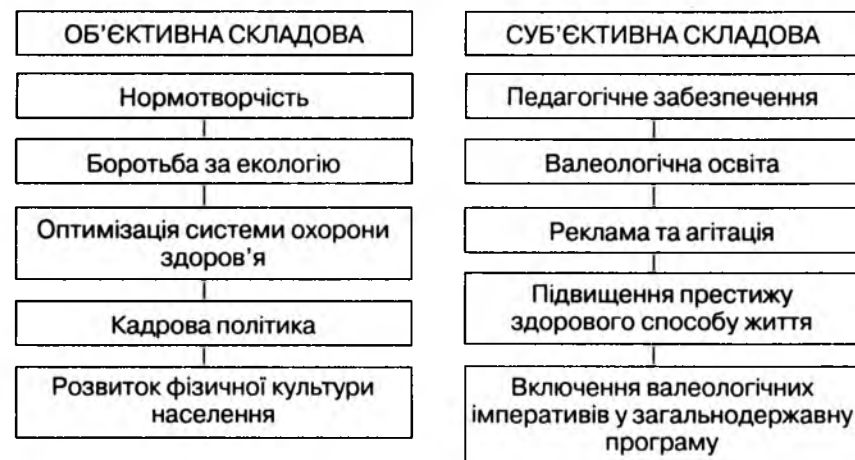 ОБ’ЄКТИВНА СКЛАДОВА
Нормотворчість
Боротьба за екологію
Оптимізація системи охорони
здоров’я
Кадрова політика
Розвиток фізичної культури
населення
СУБ’ЄКТИВНА СКЛАДОВА
Педагогічне забезпечення
Валеологічна освіта
Реклама та агітація
Підвищення престижу
здорового способу життя
Включення валеологічних
імперативів у загальнодержавну
програму